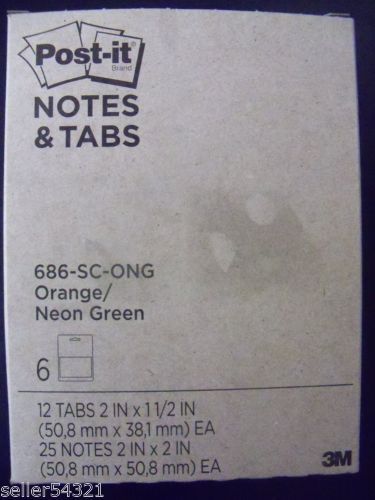 Post-it
Brand
NOTES
& TABS
686-SC-ONG
Orange/
Neon Green
6
12 TABS 2 IN x 1 1/2 IN
(50,8 mm x 38,1 mm) EA
25 NOTES 2 IN x 2 IN
(50,8 mm x 50,8 mm) EA
3M
seller54321